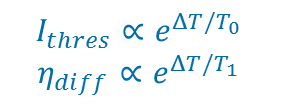 I_thres ∝ e^ΔT/T_0
η_diff ∝ e^ΔT/T_1